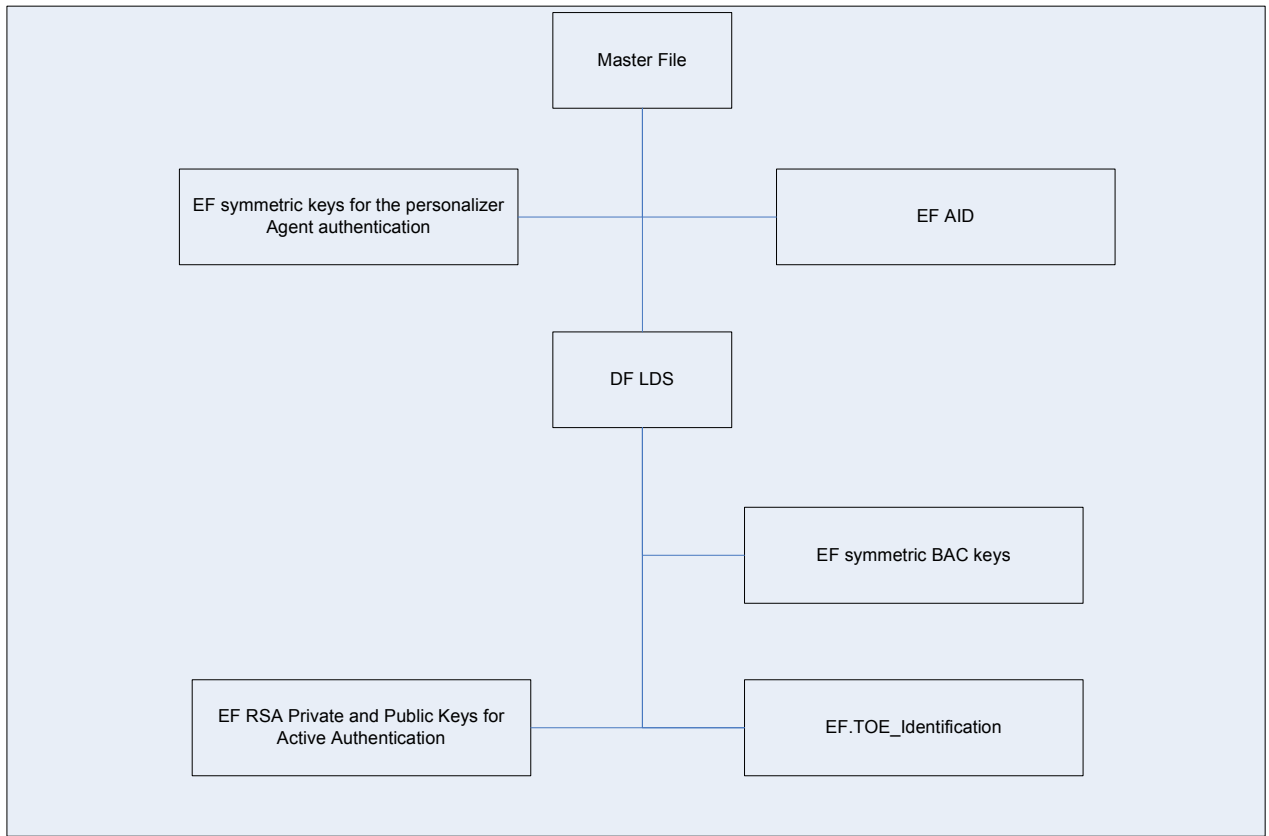 Master File
EF symmetric keys for the personalizer
Agent authentication
EF AID
DF LDS
EF symmetric BAC keys
EF RSA Private and Public Keys for
Active Authentication
EF.TOE_Identification